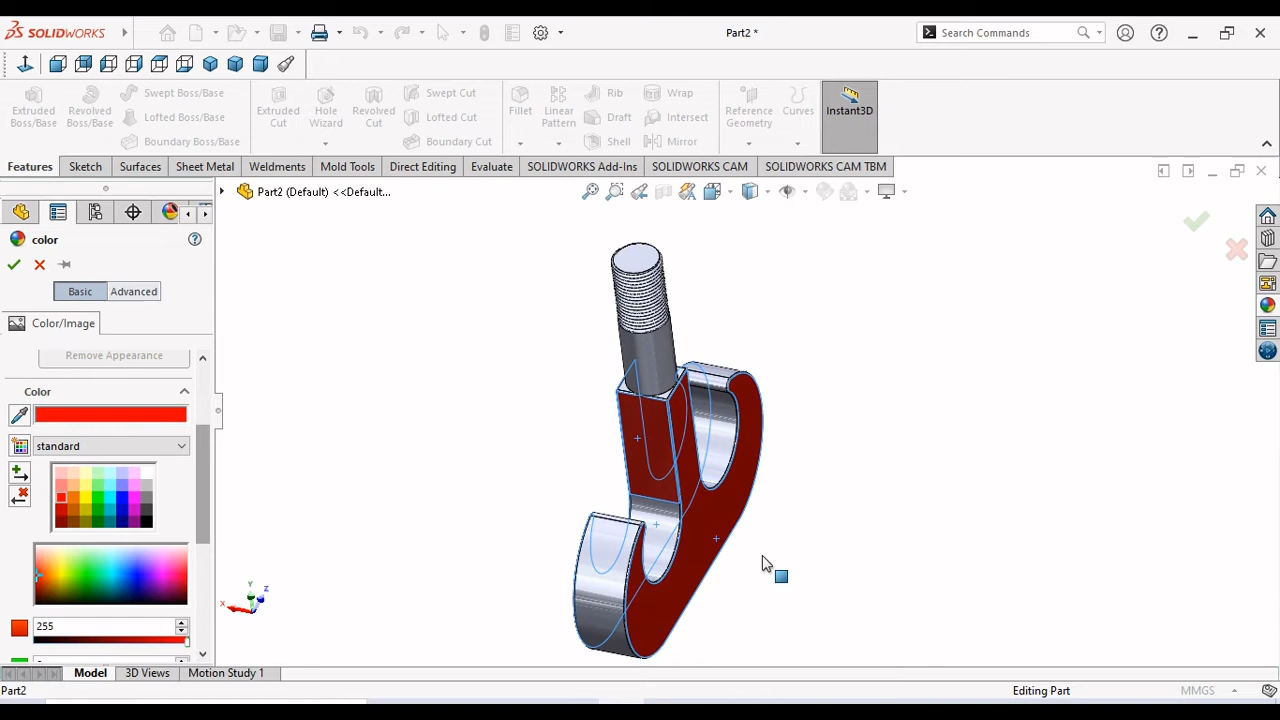 SOLIDWORKS
Part2 *
Search Commands
Extruded Boss/Base
Revolved Boss/Base
Swept Boss/Base
Lofted Boss/Base
Boundary Boss/Base
Extruded Cut
Hole Wizard
Revolved Cut
Swept Cut
Lofted Cut
Boundary Cut
Fillet
Linear Pattern
Rib
Draft
Shell
Wrap
Intersect
Mirror
Reference Geometry
Curves
Instant3D
Features Sketch Surfaces Sheet Metal Weldments Mold Tools Direct Editing Evaluate SOLIDWORKS Add-Ins SOLIDWORKS CAM SOLIDWORKS CAM TBM
Part2 (Default) <<Default...
color
Basic Advanced
Color/Image
Remove Appearance
Color
standard
255
Y
Z
X
Model 3D Views Motion Study 1
Part2 Editing Part MMGS